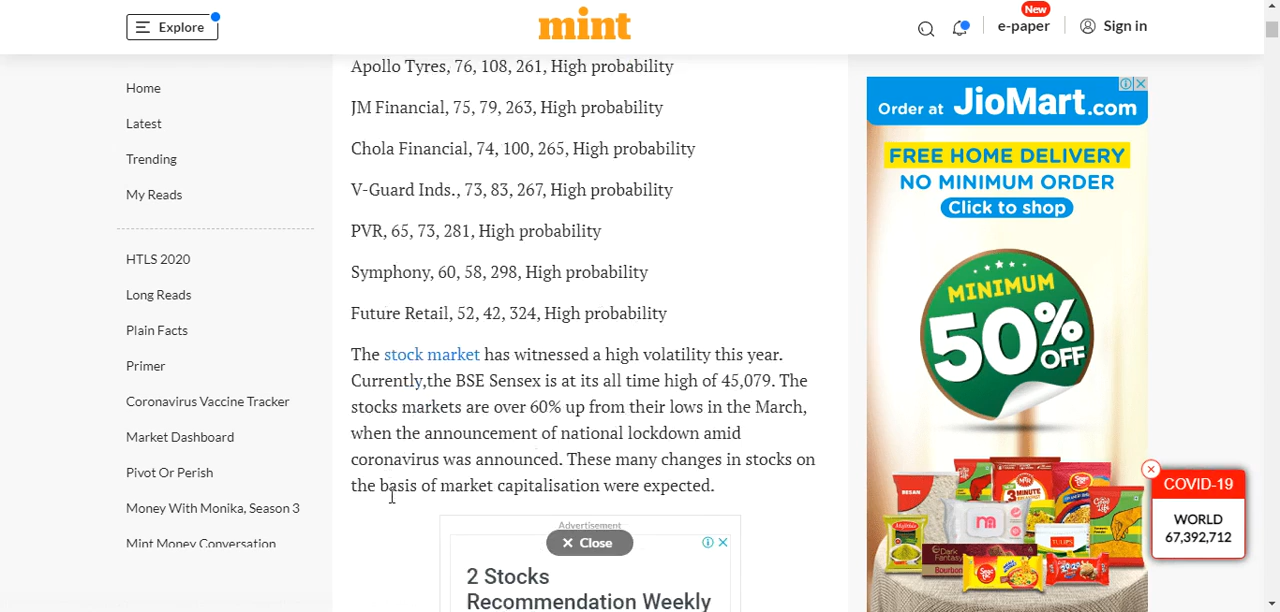 Explore
mint
New
e-paper
Sign in
Home
Latest
Trending
My Reads
HTLS 2020
Long Reads
Plain Facts
Primer
Coronavirus Vaccine Tracker
Market Dashboard
Pivot Or Perish
Money With Monika, Season 3
Mint Money Conversation
Apollo Tyres, 76, 108, 261, High probability
JM Financial, 75, 79, 263, High probability
Chola Financial, 74, 100, 265, High probability
V-Guard Inds., 73, 83, 267, High probability
PVR, 65, 73, 281, High probability
Symphony, 60, 58, 298, High probability
Future Retail, 52, 42, 324, High probability
The stock market has witnessed a high volatility this year.
Currently,the BSE Sensex is at its all time high of 45,079. The
stocks markets are over 60% up from their lows in the March,
when the announcement of national lockdown amid
coronavirus was announced. These many changes in stocks on
the basis of market capitalisation were expected.
Advertisement
Close
2 Stocks
Recommendation Weekly
Order at JioMart.com
FREE HOME DELIVERY
NO MINIMUM ORDER
Click to shop
MINIMUM
50% OFF
BESAN
MTR
3 MINUTE
TULIPS
Dark
Fantasy
Bourbon
COVID-19
WORLD
67,392,712